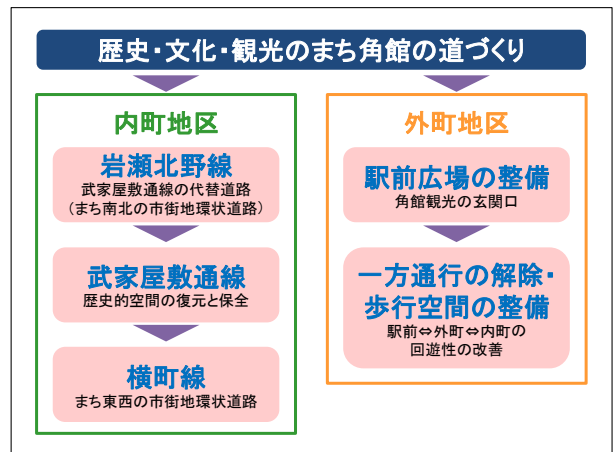 歴史・文化・観光のまち角館の道づくり
内町地区
岩瀬北野線
武家屋敷通線の代替道路
（まち南北の市街地環状道路）
武家屋敷通線
歴史的空間の復元と保全
横町線
まち東西の市街地環状道路
外町地区
駅前広場の整備
角館観光の玄関口
一方通行の解除・
歩行空間の整備
駅前⇔外町⇔内町の
回遊性の改善